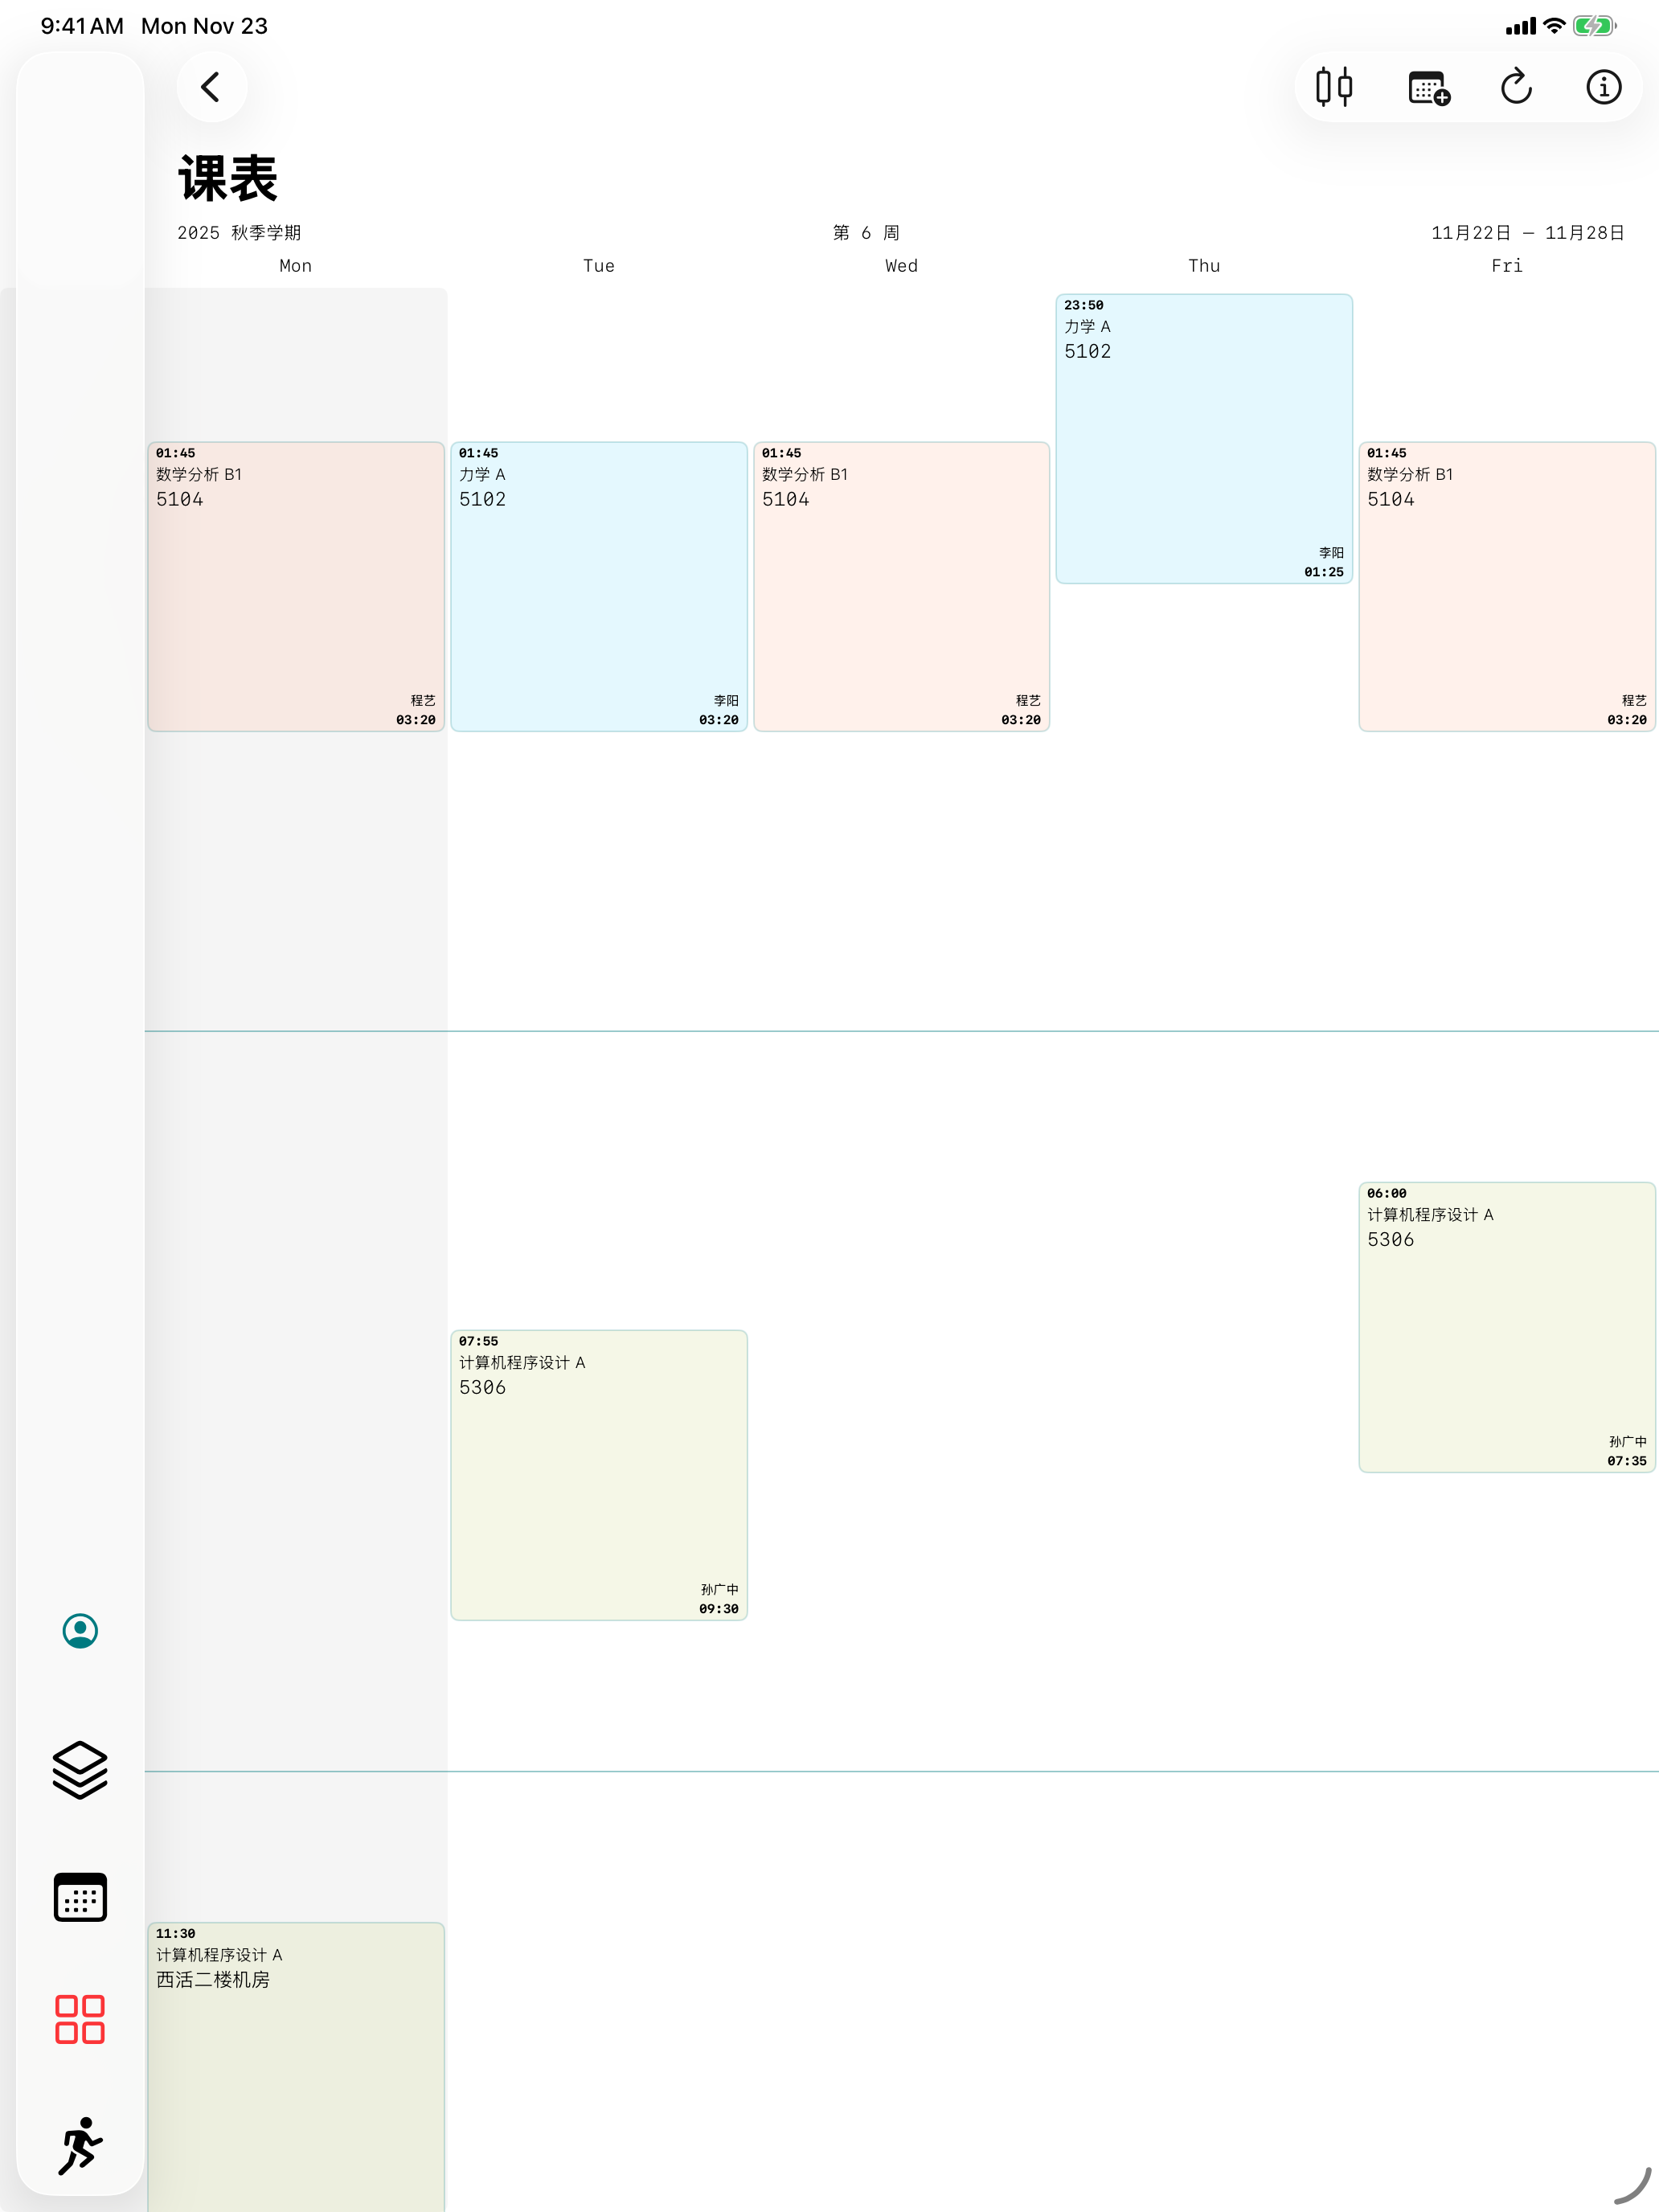 9:41 AM Mon Nov 23
课表
2025 秋季学期 第 6 周 11月22日 — 11月28日
Mon Tue Wed Thu Fri
23:50
力学 A
5102
李阳
01:25
01:45
数学分析 B1
5104
程艺
03:20
01:45
力学 A
5102
李阳
03:20
01:45
数学分析 B1
5104
程艺
03:20
01:45
数学分析 B1
5104
程艺
03:20
06:00
计算机程序设计 A
5306
孙广中
07:35
07:55
计算机程序设计 A
5306
孙广中
09:30
11:30
计算机程序设计 A
西活二楼机房